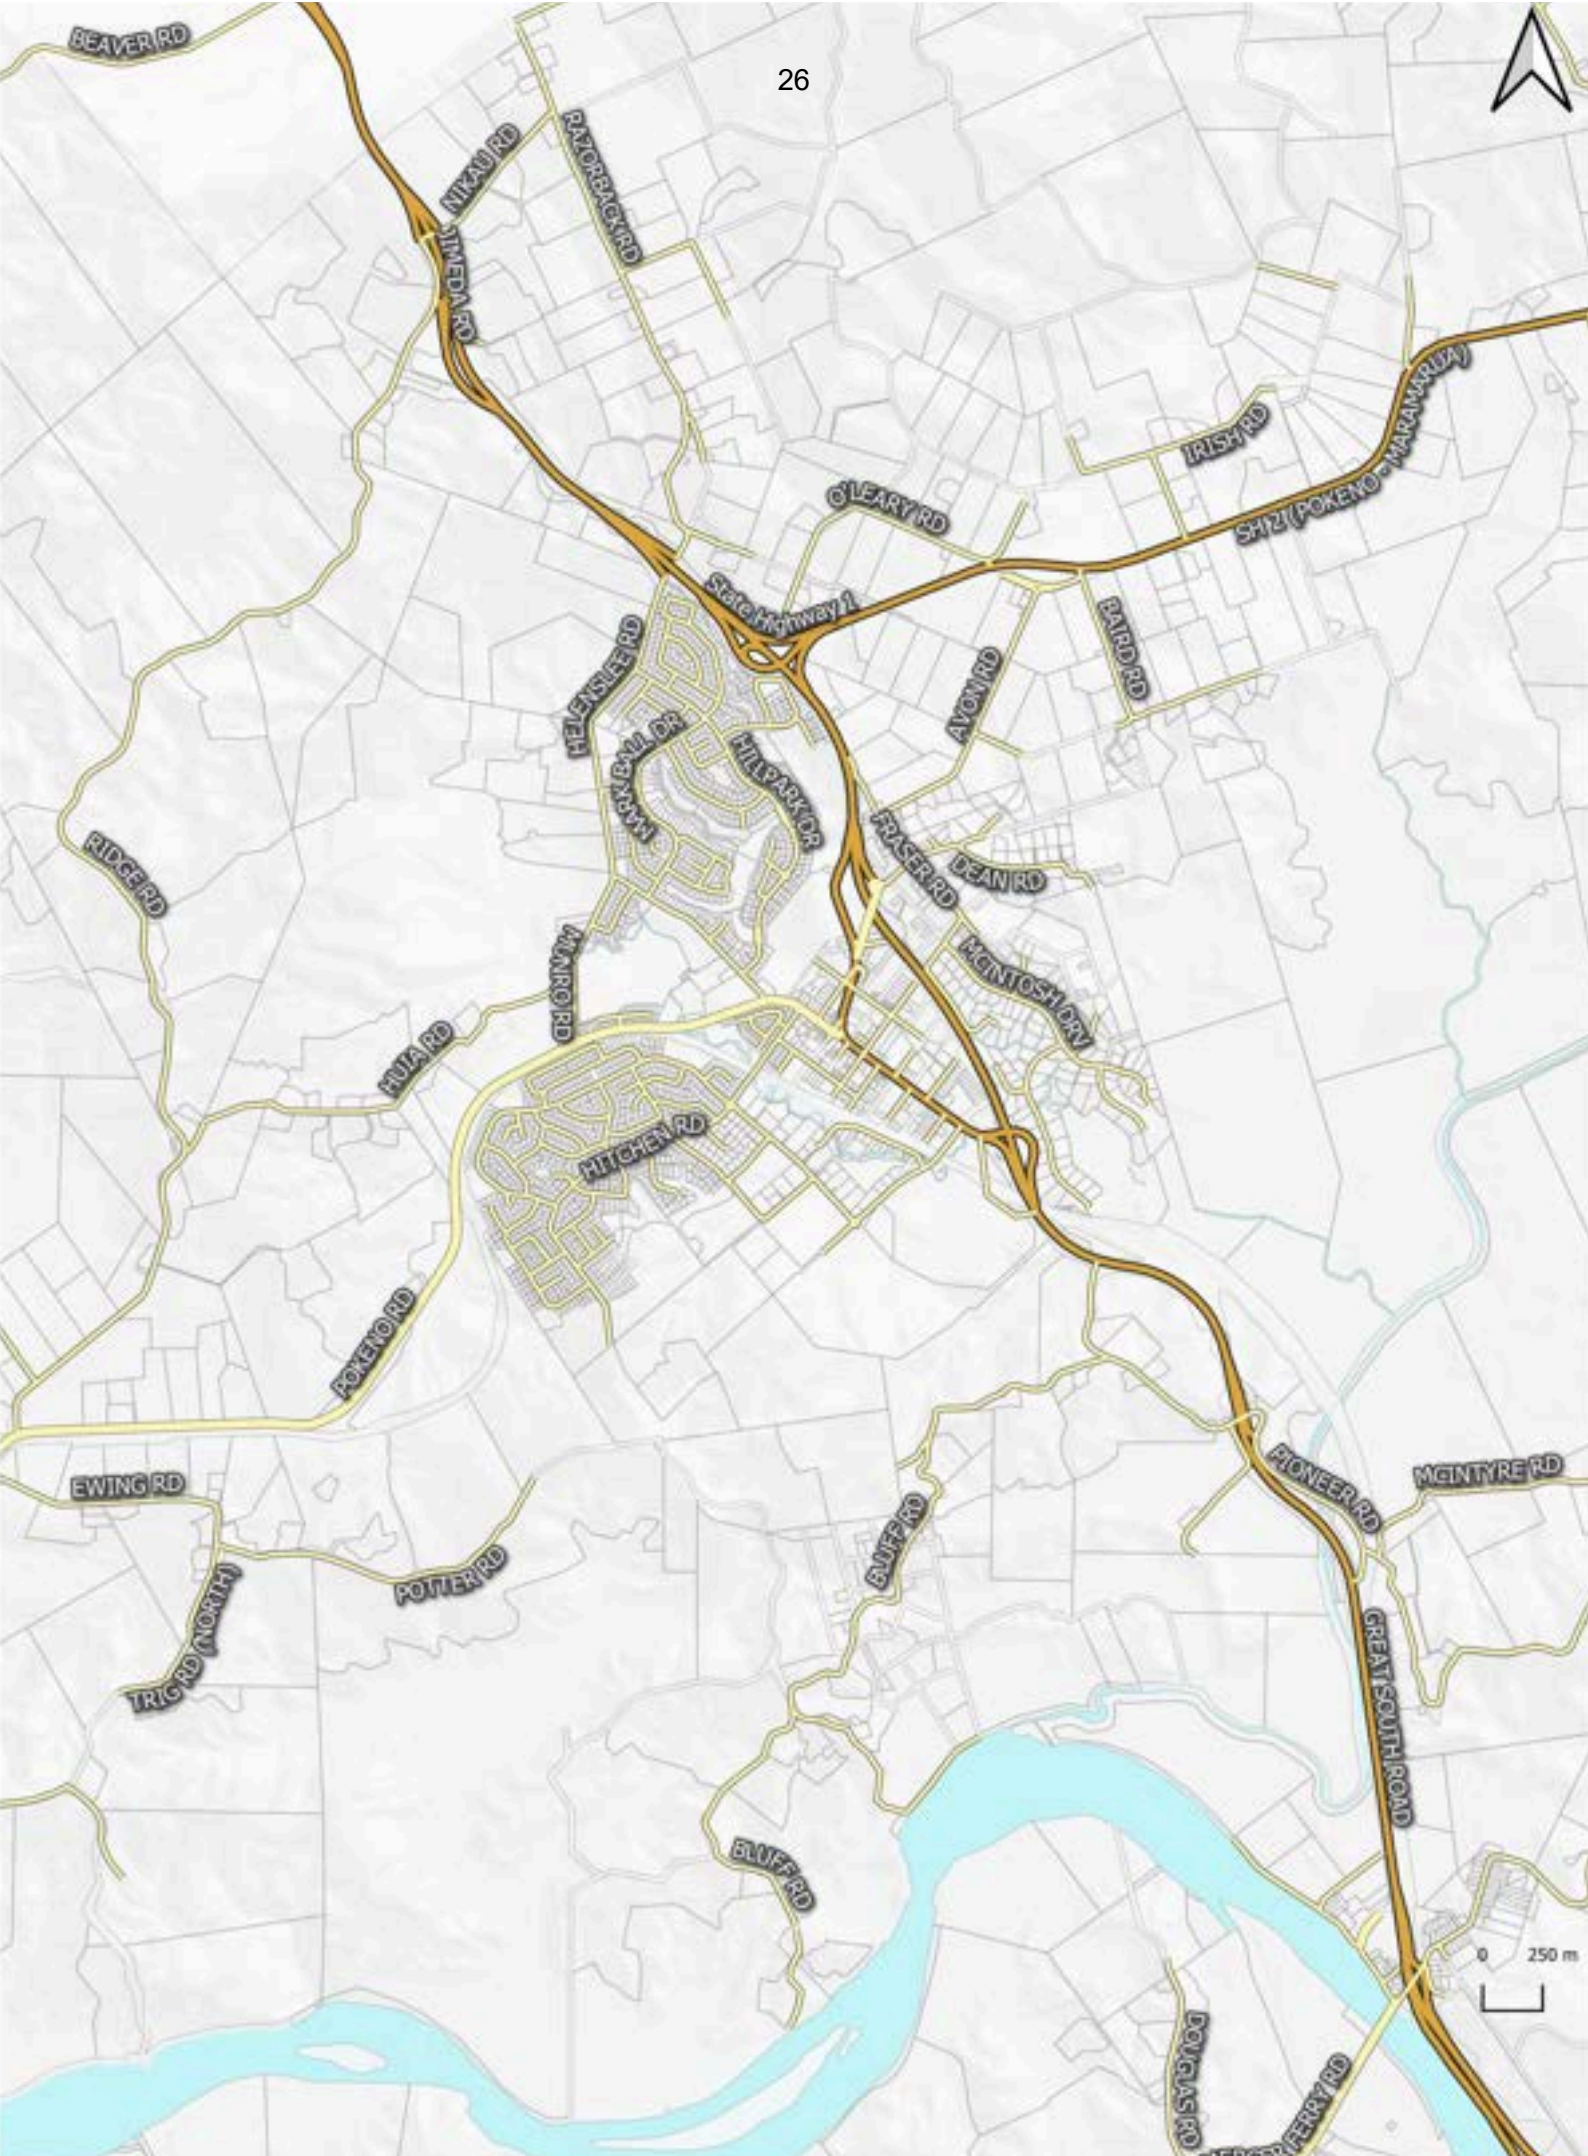 BEAVER RD
26
NIKAU RD
RAZORBACK RD
IRISH RD
SH 2 (POKENO - MARAMARUA)
O'LEARY RD
State Highway 1
HELENSLEE RD
BAIRD RD
AVON RD
MARK BALL DR
HILLPARK DR
RIDGE RD
FRASER RD
DEAN RD
MUNRO RD
MCINTOSH DRV
HUIA RD
HITCHEN RD
POKENO RD
EWING RD
PIONEER RD
MCINTYRE RD
BLUFF RD
POTTER RD
TRIG RD (NORTH)
GREAT SOUTH ROAD
BLUFF RD
0 250 m
DOUGLAS RD
FERRY RD